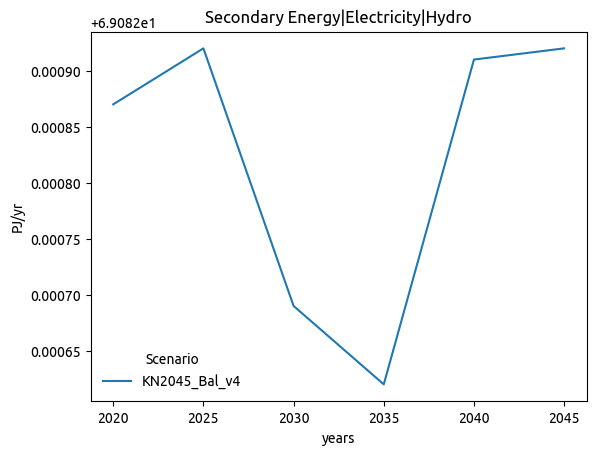 Secondary Energy|Electricity|Hydro
+6.9082e1
0.00090
0.00085
0.00080
0.00075
0.00070
0.00065
PJ/yr
Scenario
KN2045_Bal_v4
2020 2025 2030 2035 2040 2045
years